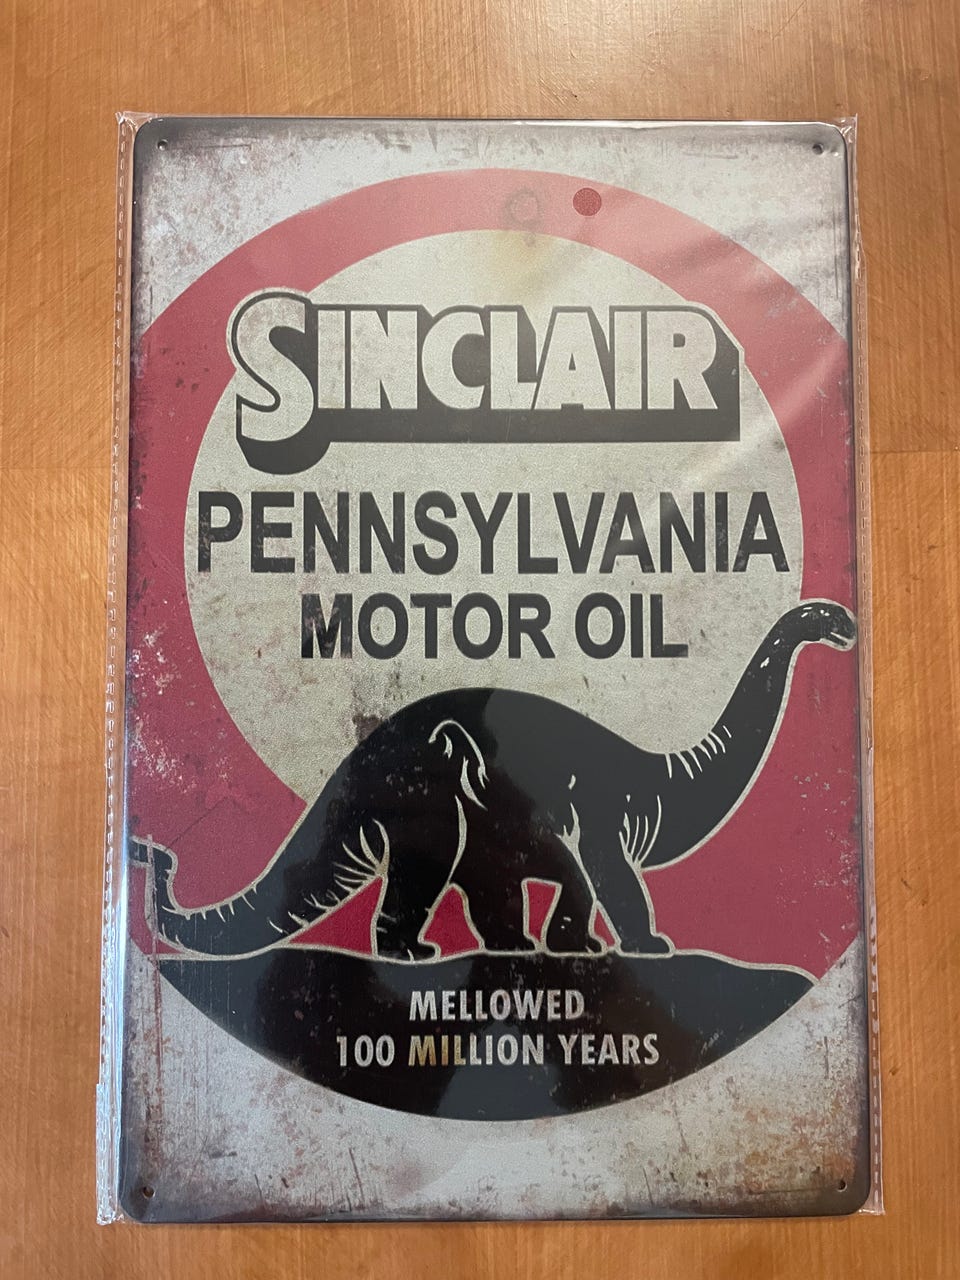 SINCLAIR
PENNSYLVANIA
MOTOR OIL
MELLOWED
100 MILLION YEARS